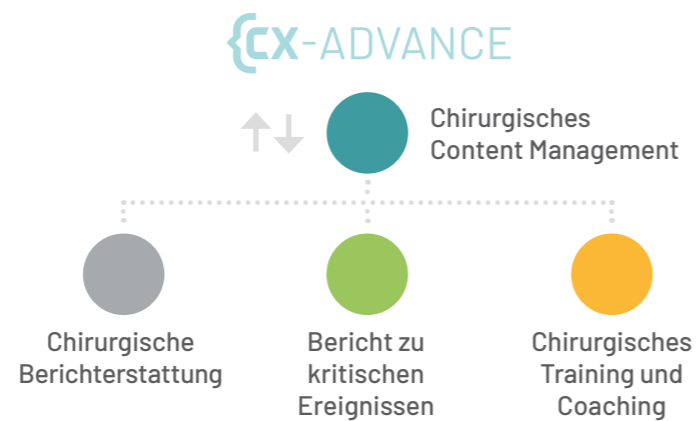 {CX-ADVANCE
Chirurgisches
Content Management
Chirurgische
Berichterstattung
Bericht zu
kritischen
Ereignissen
Chirurgisches
Training und
Coaching